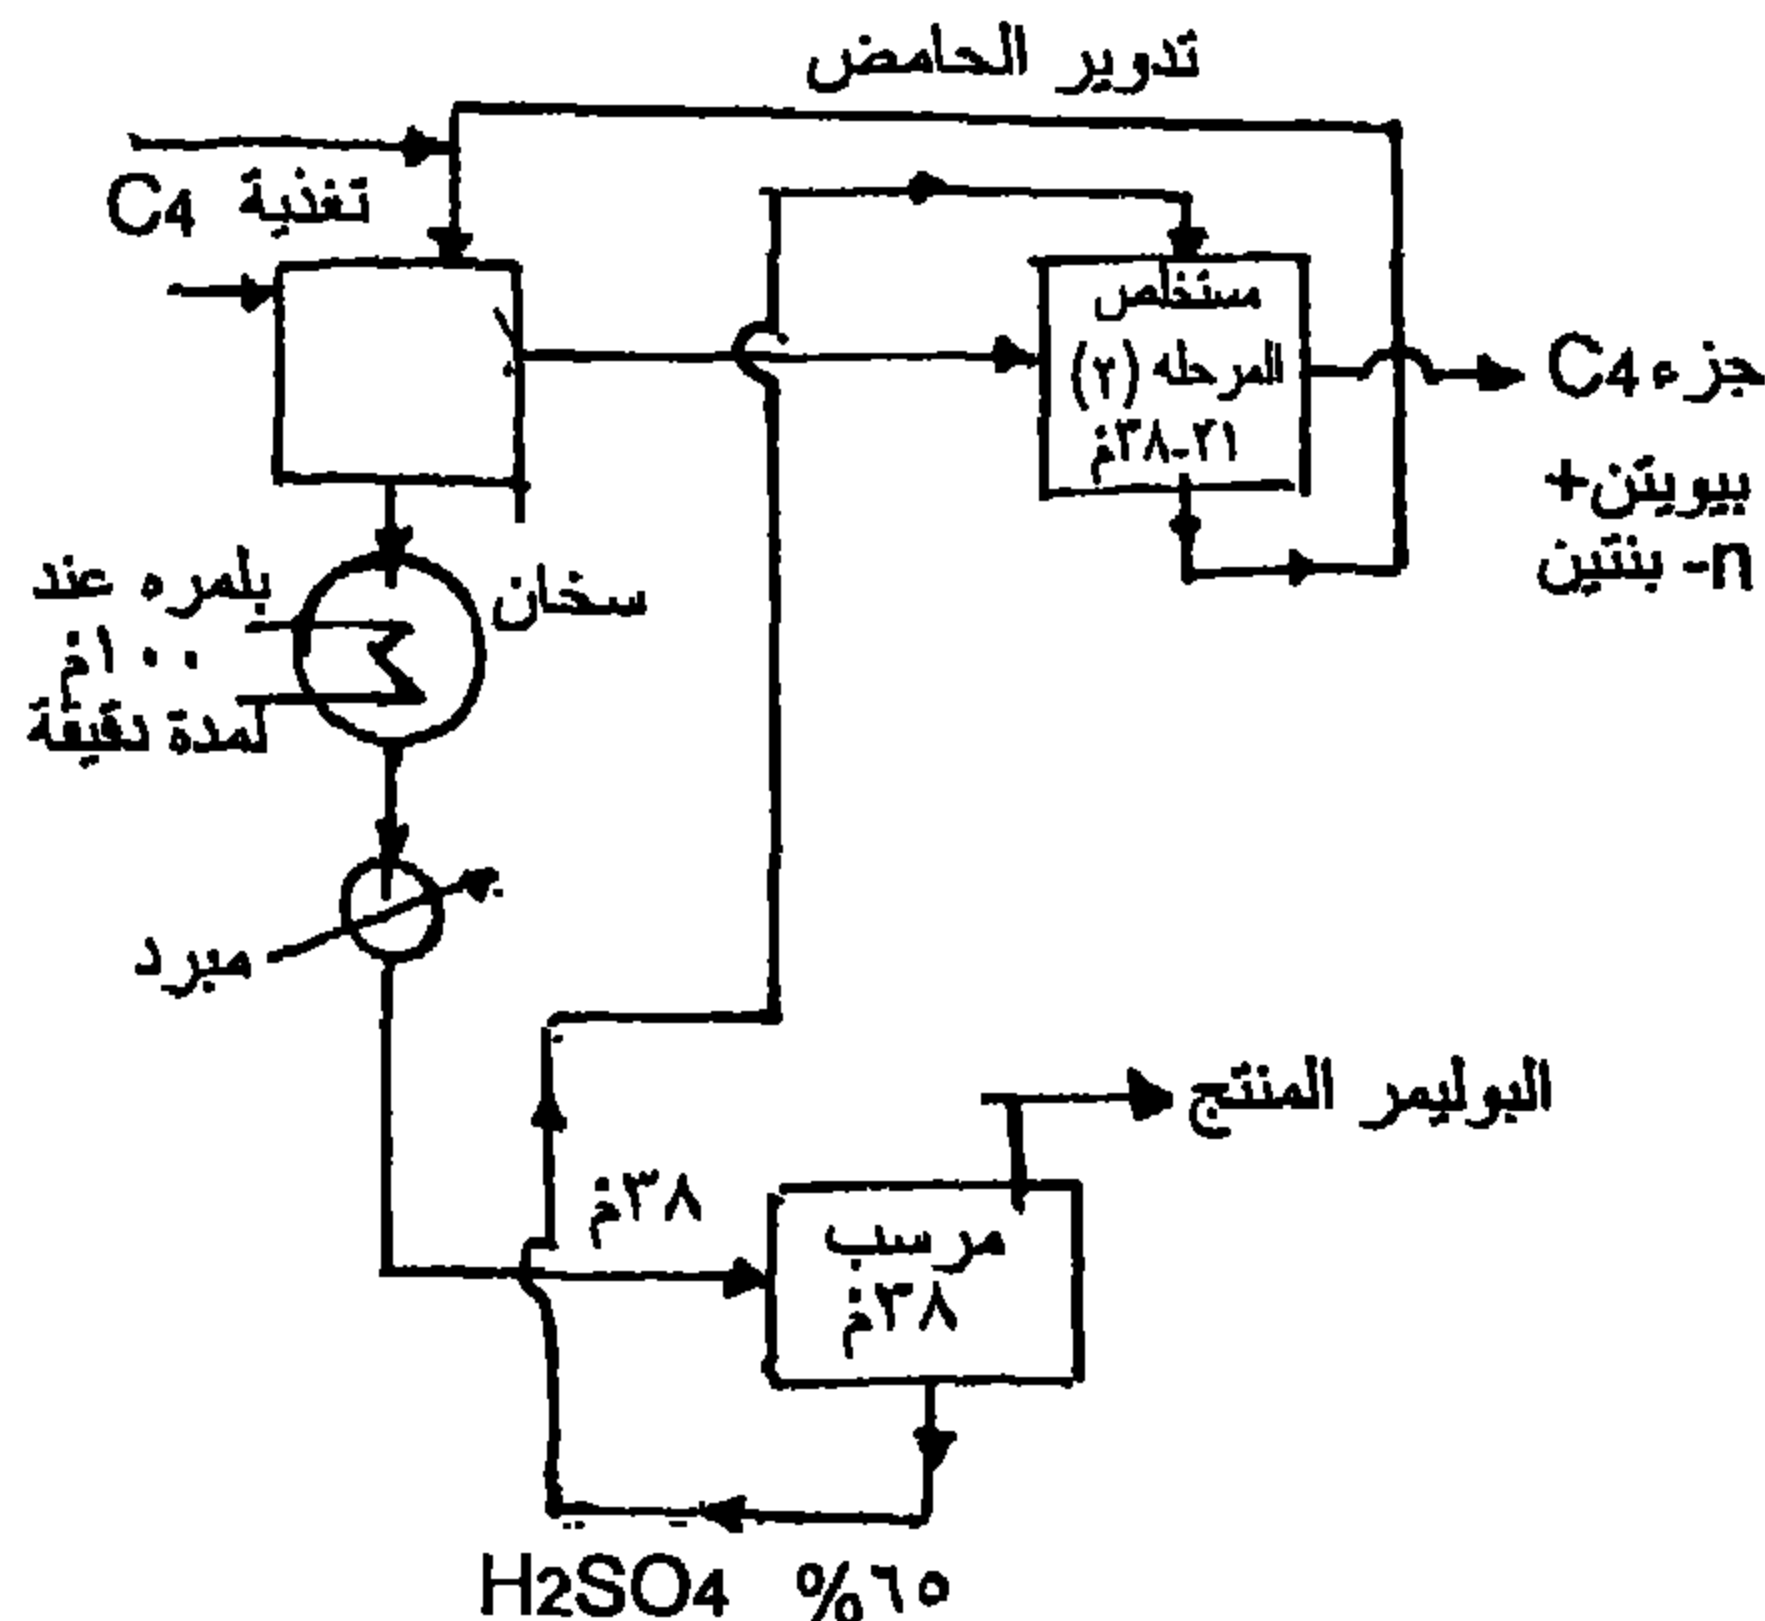 تدوير الحامض
تغذية C4
مستخلص
المرحله (٢)
٢١-٣٨م°
جزء C4
بيوبتن+
n- بنتين
سخان
بلمره عند
١٠٠م°
لمدة دقيقة
مبرد
البوليمر المنتج
٣٨م°
مرسب
٣٨م°
H2SO4 %٦٥